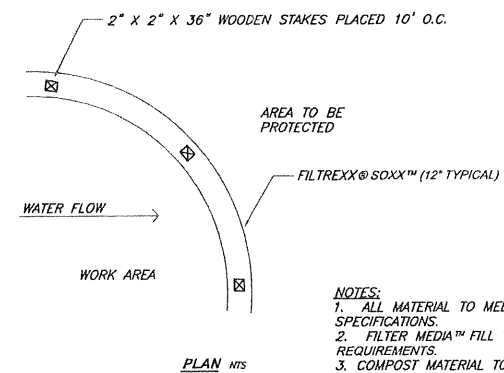 2" X 2" X 36" WOODEN STAKES PLACED 10' O.C.
AREA TO BE
PROTECTED
FILTREXX® SOXX™ (12" TYPICAL)
WATER FLOW
WORK AREA
NOTES:
1. ALL MATERIAL TO
SPECIFICATIONS.
2. FILTER MEDIA™ FILL
REQUIREMENTS.
3. COMPOST MATERIAL TO
PLAN NTS